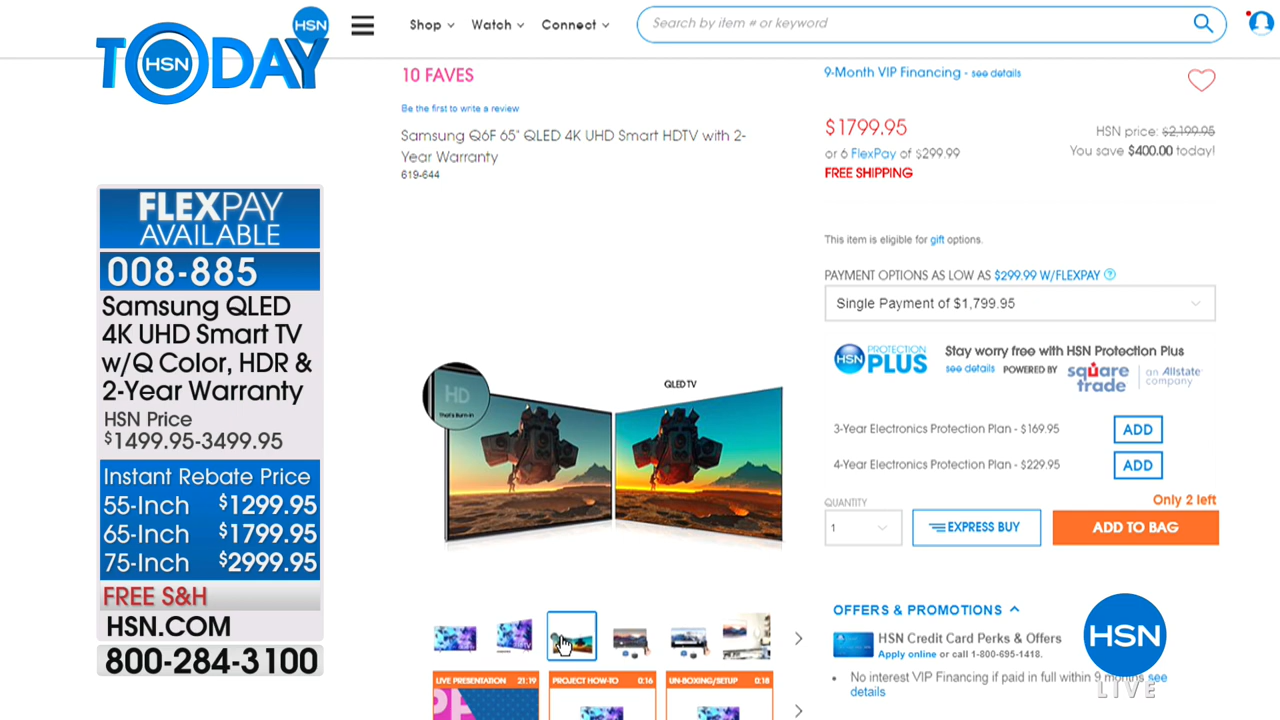 HSN
TODAY
HSN
Shop
Watch
Connect
Search by item # or keyword
10 FAVES
Be the first to write a review
Samsung Q6F 65" QLED 4K UHD Smart HDTV with 2-
Year Warranty
619-644
9-Month VIP Financing - see details
$1799.95
HSN price: $2,199.95
or 6 FlexPay of $299.99
You save $400.00 today!
FREE SHIPPING
This item is eligible for gift options.
PAYMENT OPTIONS AS LOW AS $299.99 W/FLEXPAY ?
Single Payment of $1,799.95
HSN PROTECTION PLUS
Stay worry free with HSN Protection Plus
see details POWERED BY square trade an Allstate company
3-Year Electronics Protection Plan - $169.95
ADD
4-Year Electronics Protection Plan - $229.95
ADD
QUANTITY
Only 2 left
1
EXPRESS BUY
ADD TO BAG
OFFERS & PROMOTIONS
HSN Credit Card Perks & Offers
Apply online or call 1-800-695-1418.
No interest VIP Financing if paid in full within 9 months see
details
HSN
LIVE
FLEXPAY
AVAILABLE
008-885
Samsung QLED
4K UHD Smart TV
w/Q Color, HDR &
2-Year Warranty
HSN Price
$1499.95-3499.95
Instant Rebate Price
55-Inch $1299.95
65-Inch $1799.95
75-Inch $2999.95
FREE S&H
HSN.COM
800-284-3100
HD
That's Burn-in
QLED TV
LIVE PRESENTATION 21:19
PROJECT HOW-TO 0:16
UN-BOXING/SETUP 0:18